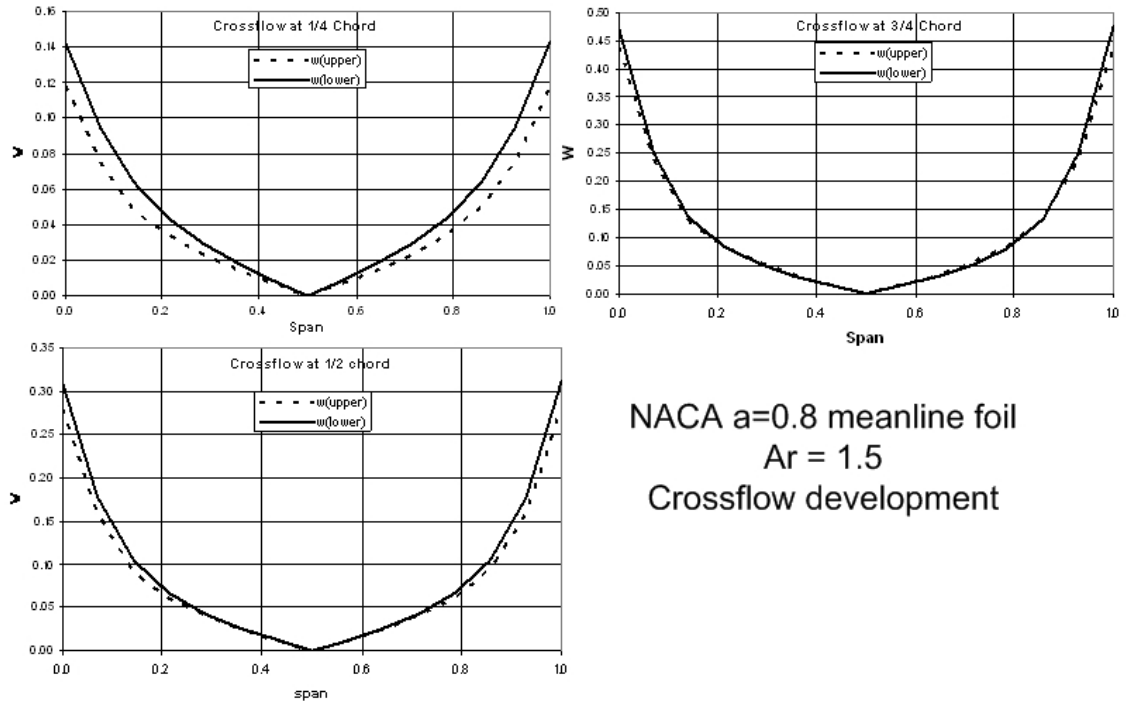 Crossflow at 1/4 Chord
w(upper)
w(lower)
0.16
0.14
0.12
0.10
0.08
0.06
0.04
0.02
0.00
0.0 0.2 0.4 0.6 0.8 1.0
Span
Crossflow at 3/4 Chord
w(upper)
w(lower)
0.50
0.45
0.40
0.35
0.30
0.25
0.20
0.15
0.10
0.05
0.00
W
0.0 0.2 0.4 0.6 0.8 1.0
Span
Crossflow at 1/2 chord
w(upper)
w(lower)
0.35
0.30
0.25
0.20
0.15
0.10
0.05
0.00
0.0 0.2 0.4 0.6 0.8 1.0
span
NACA a=0.8 meanline foil
Ar = 1.5
Crossflow development